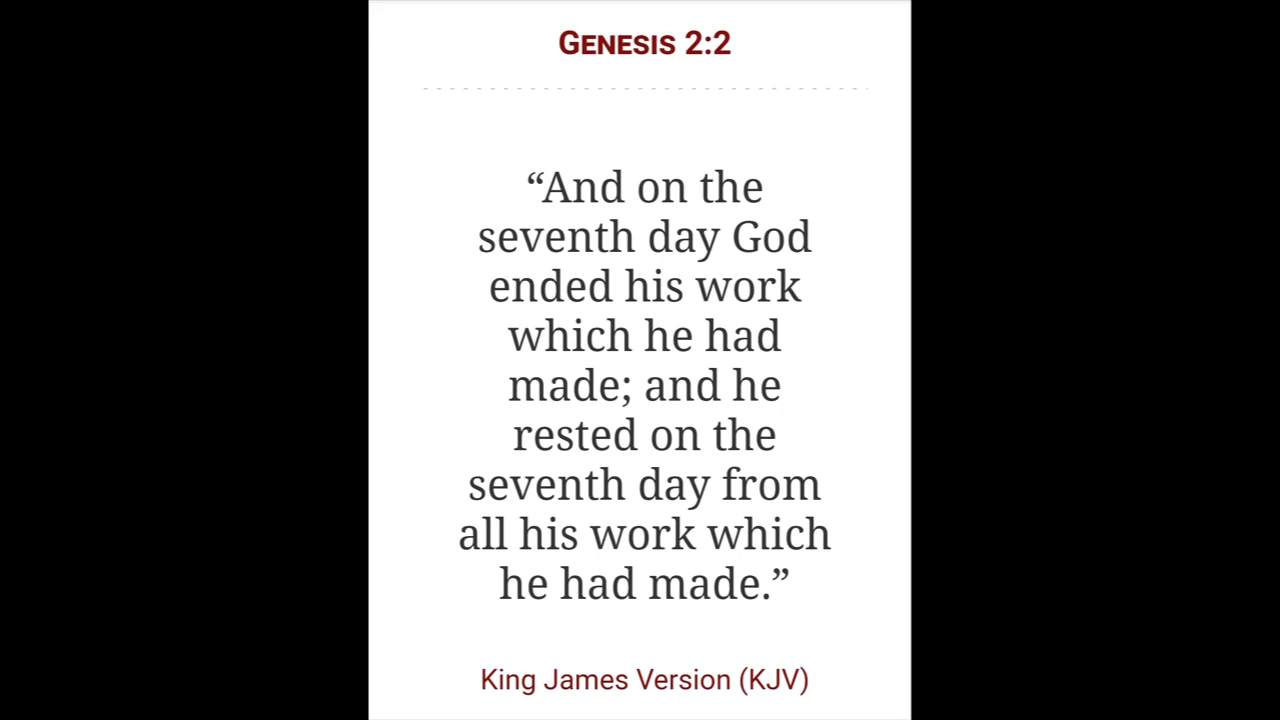 GENESIS 2:2
“And on the
seventh day God
ended his work
which he had
made; and he
rested on the
seventh day from
all his work which
he had made.”
King James Version (KJV)